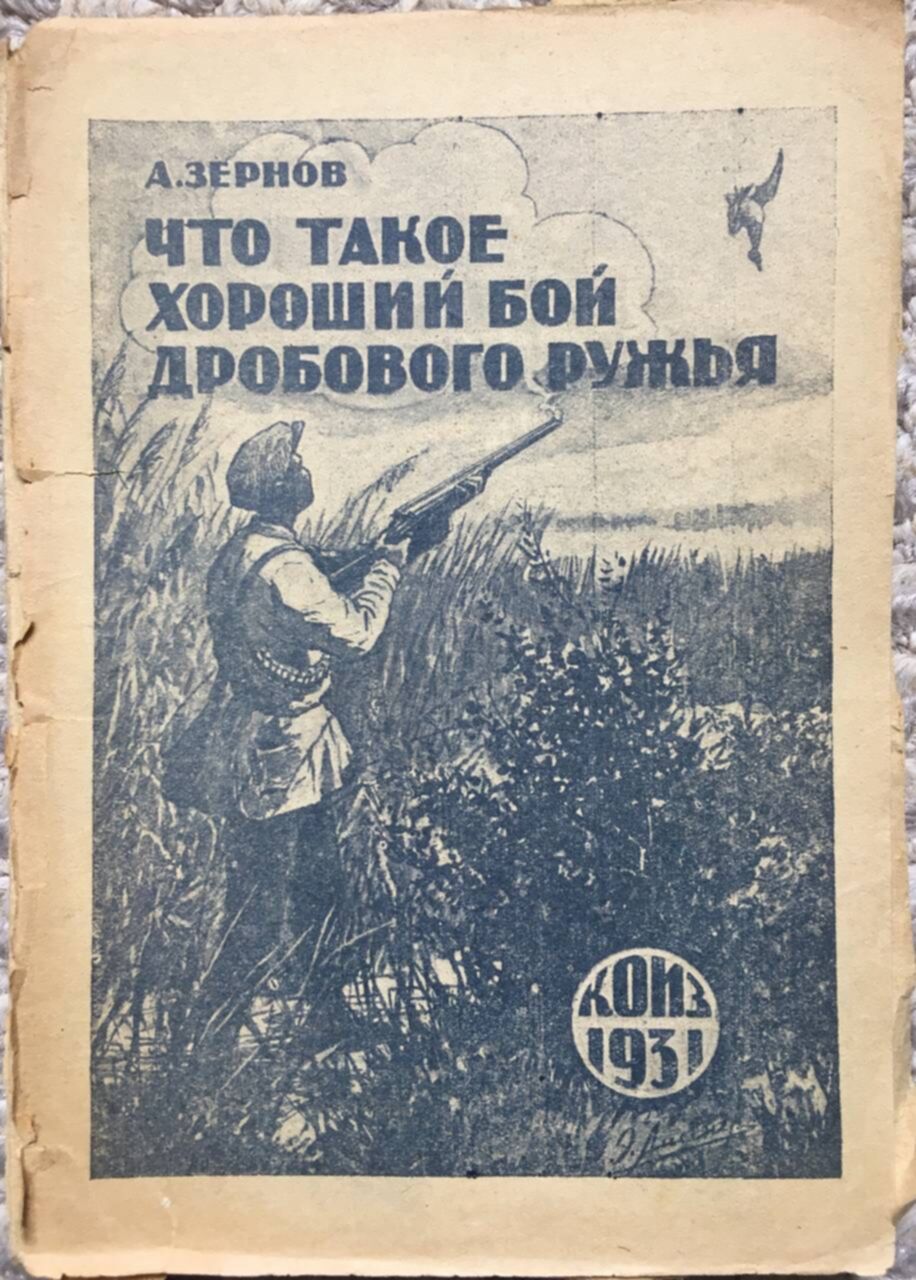 А.ЗЕРНОВ
ЧТО ТАКОЕ
ХОРОШИЙ БОЙ
ДРОБОВОГО РУЖЬЯ
КОИЗ
1931